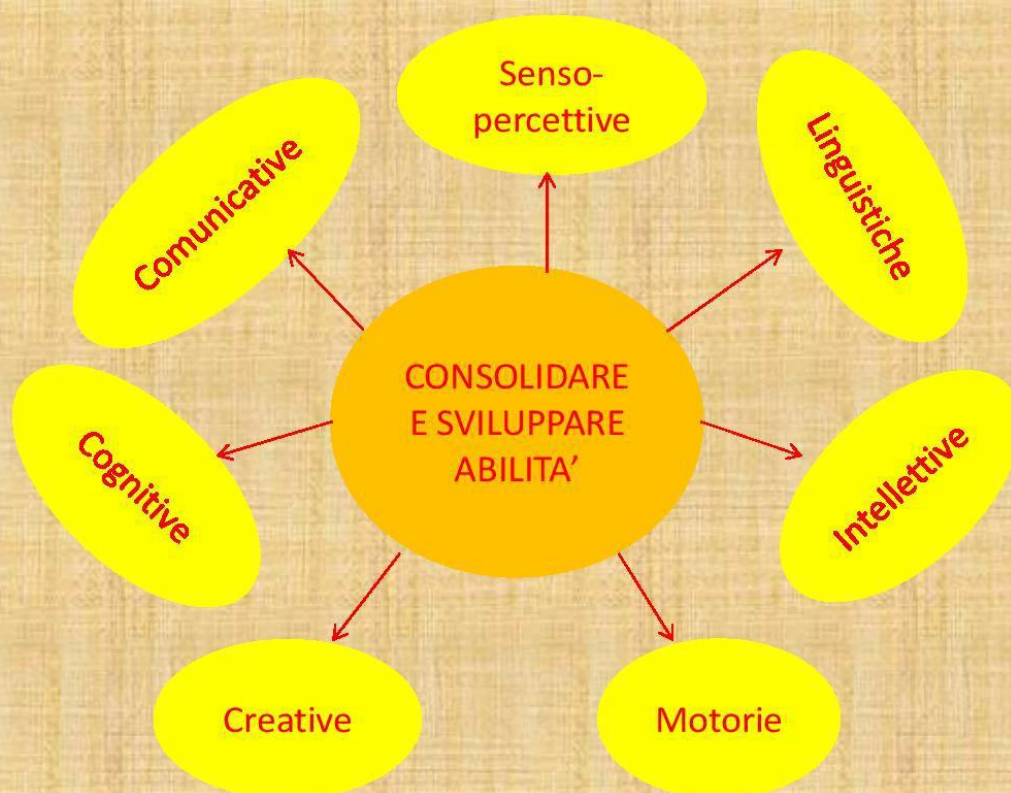 Senso-
percettive
Linguistiche
Comunicative
CONSOLIDARE
E SVILUPPARE
ABILITA’
Cognitive
Intellettive
Creative
Motorie